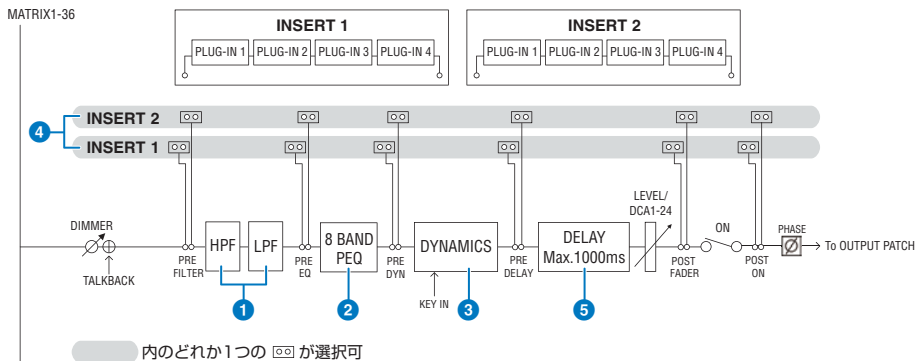 MATRIX1-36
INSERT 1
PLUG-IN 1 PLUG-IN 2 PLUG-IN 3 PLUG-IN 4
INSERT 2
PLUG-IN 1 PLUG-IN 2 PLUG-IN 3 PLUG-IN 4
4
INSERT 2
INSERT 1
DIMMER
TALKBACK
PRE
FILTER
HPF
LPF
1
PRE
EQ
8 BAND
PEQ
2
PRE
DYN
DYNAMICS
KEY IN
3
PRE
DELAY
DELAY
Max.1000ms
5
LEVEL/
DCA1-24
POST
FADER
ON
POST
ON
PHASE
To OUTPUT PATCH
内のどれか1つの が選択可